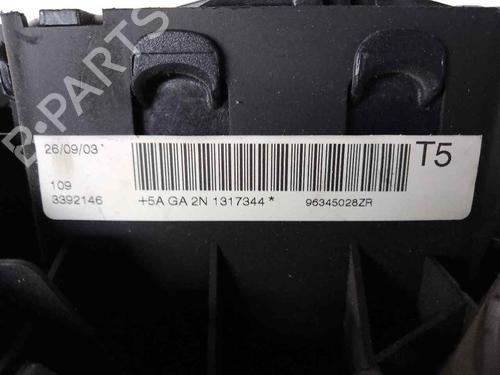 B-PARTS
26/09/03
T5
109
3392146
+5A GA 2N 1317344 *
96345028ZR